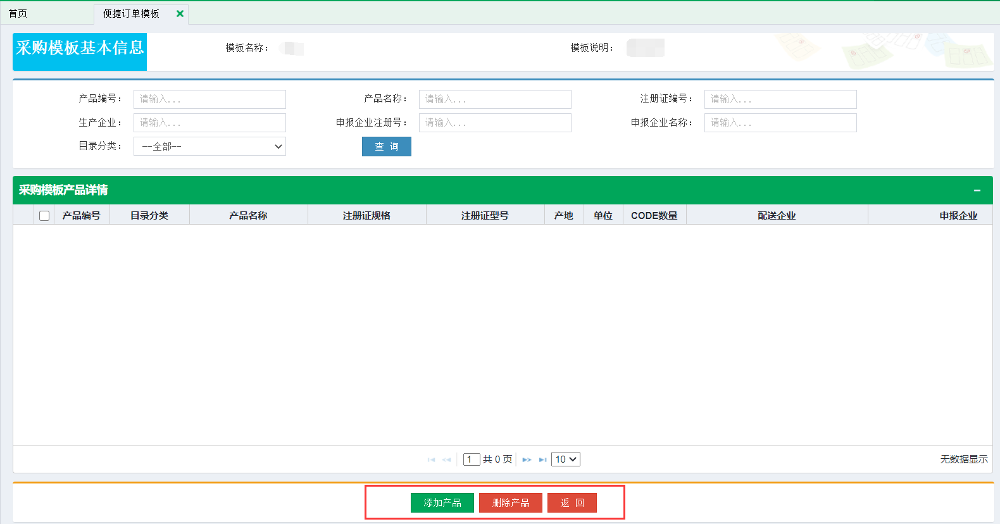 首页 便捷订单模板
采购模板基本信息 模板名称： 模板说明：
产品编号： 请输入... 产品名称： 请输入... 注册证编号： 请输入...
生产企业： 请输入... 申报企业注册号： 请输入... 申报企业名称： 请输入...
目录分类： --全部-- 查 询
采购模板产品详情
产品编号 目录分类 产品名称 注册证规格 注册证型号 产地 单位 CODE数量 配送企业 申报企业
1 共 0 页 10 无数据显示
添加产品 删除产品 返 回